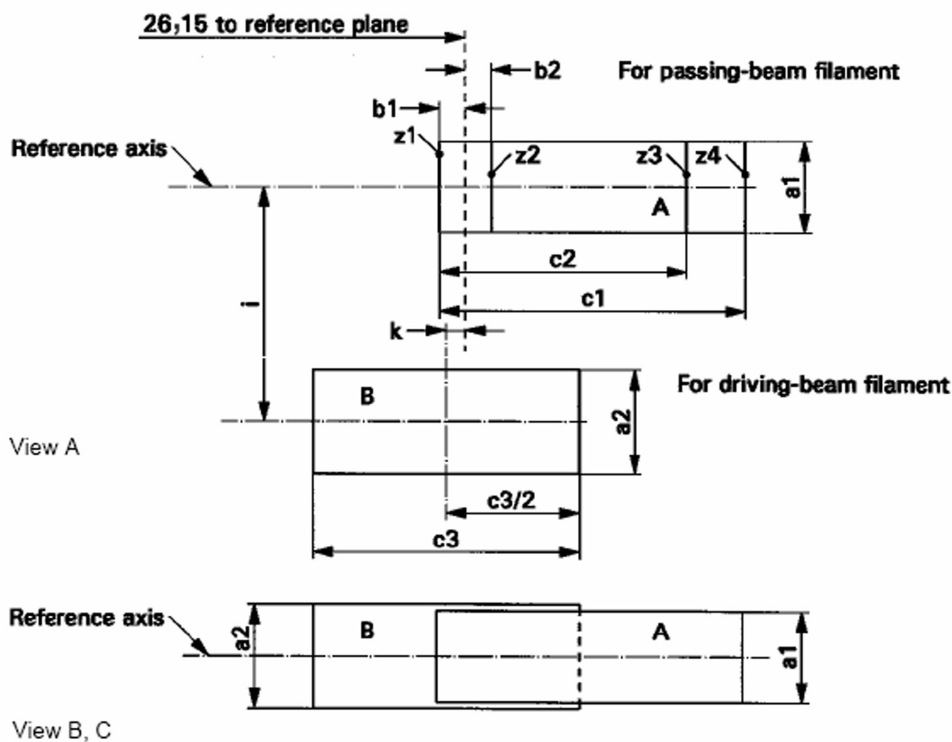 26,15 to reference plane
b2
For passing-beam filament
b1
z1
Reference axis
z2
z3
z4
a1
A
c2
c1
i
k
B
For driving-beam filament
a2
View A
c3/2
c3
Reference axis
a2
B
A
a1
View B, C